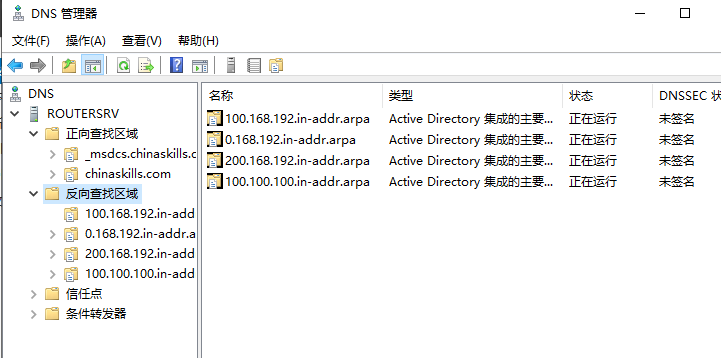 DNS 管理器
文件(F) 操作(A) 查看(V) 帮助(H)
DNS
ROUTERSRV
正向查找区域
_msdcs.chinaskills.c
chinaskills.com
反向查找区域
100.168.192.in-add
0.168.192.in-addr.a
200.168.192.in-add
100.100.100.in-add
信任点
条件转发器
名称 类型 状态 DNSSEC 状
100.168.192.in-addr.arpa Active Directory 集成的主要... 正在运行 未签名
0.168.192.in-addr.arpa Active Directory 集成的主要... 正在运行 未签名
200.168.192.in-addr.arpa Active Directory 集成的主要... 正在运行 未签名
100.100.100.in-addr.arpa Active Directory 集成的主要... 正在运行 未签名